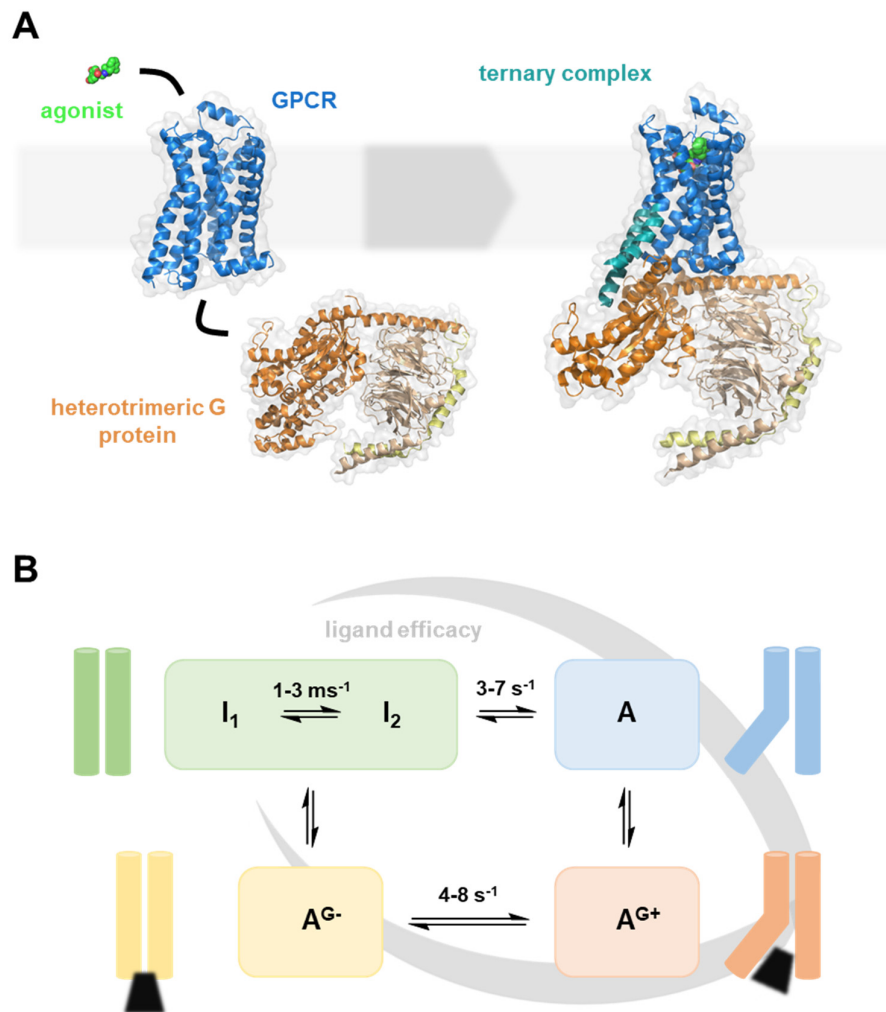 A
agonist
GPCR
ternary complex
heterotrimeric G
protein
B
ligand efficacy
I₁
1-3 ms⁻¹
I₂
3-7 s⁻¹
A
Aᴳ⁻
4-8 s⁻¹
Aᴳ⁺